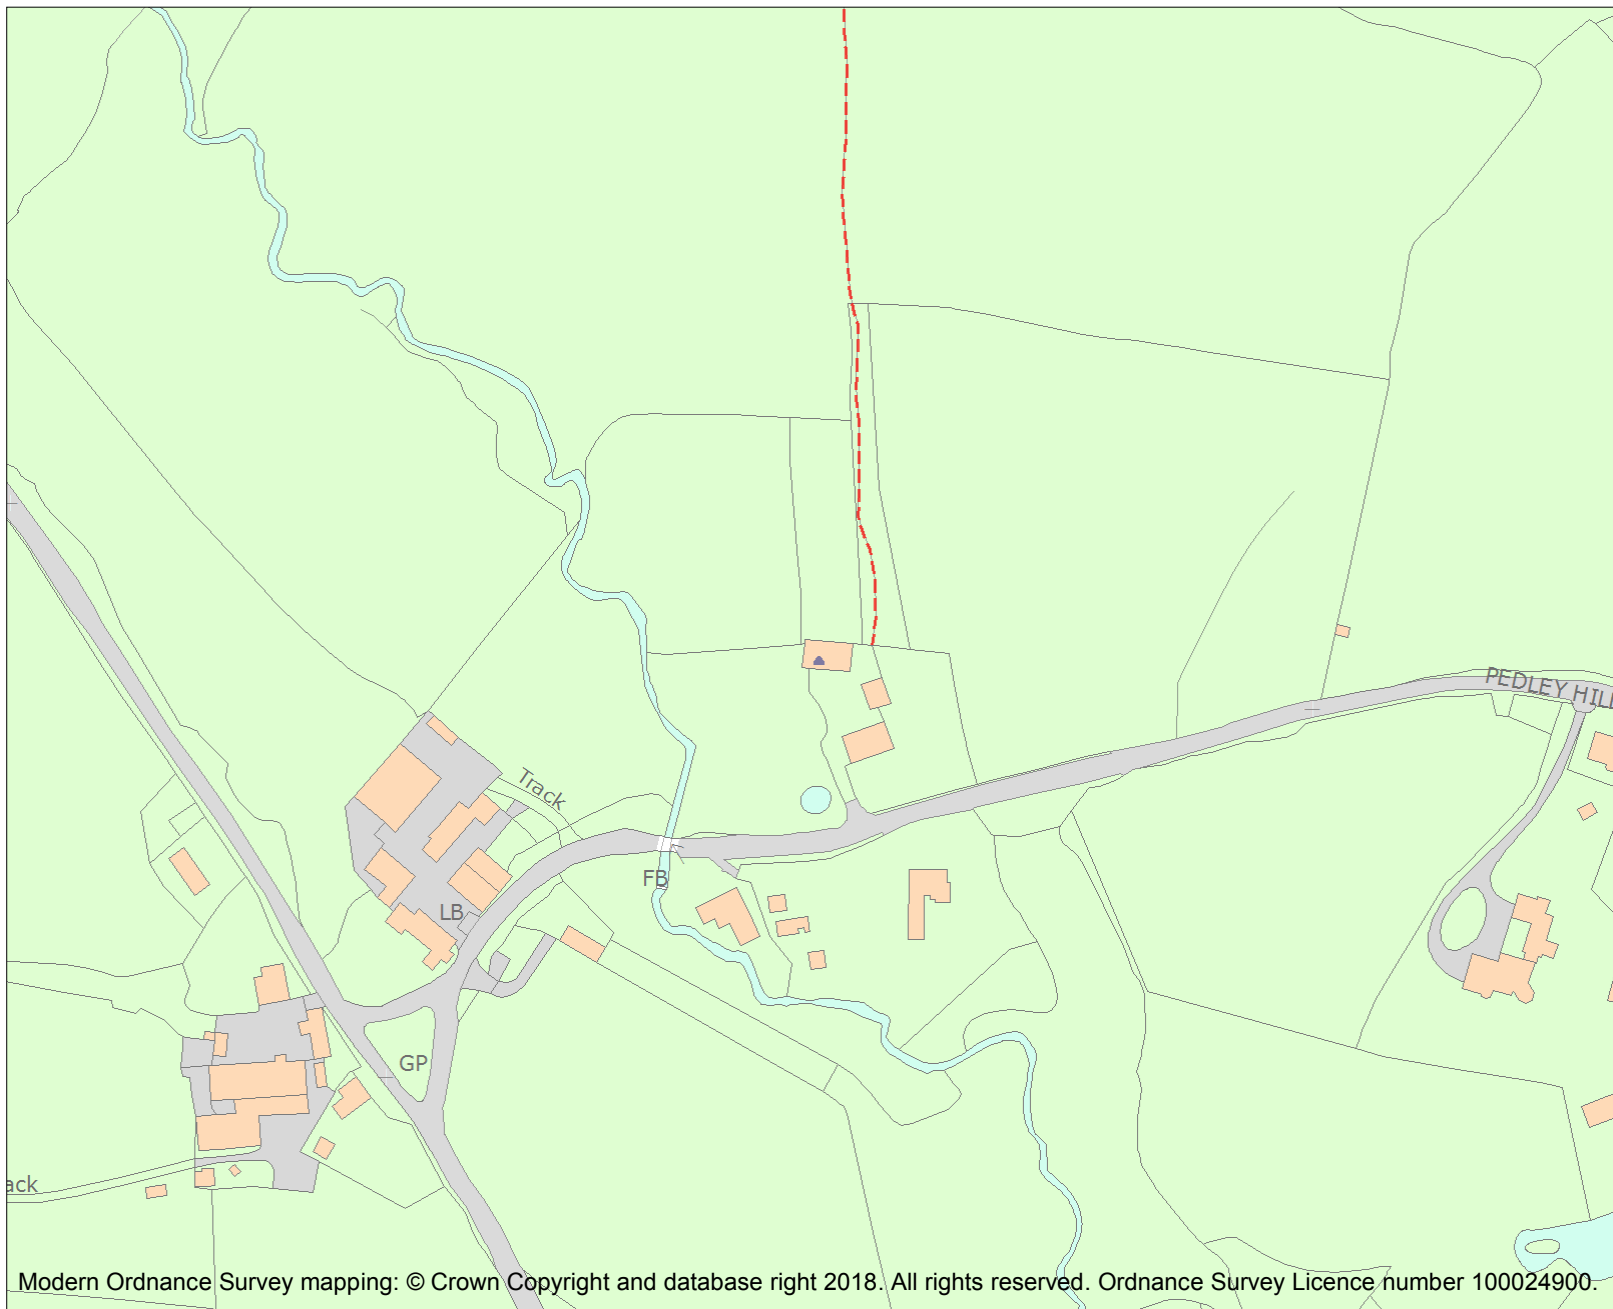 PEDLEY HILL
Track
FB
LB
GP
ack
Modern Ordnance Survey mapping: © Crown Copyright and database right 2018. All rights reserved. Ordnance Survey Licence number 100024900.